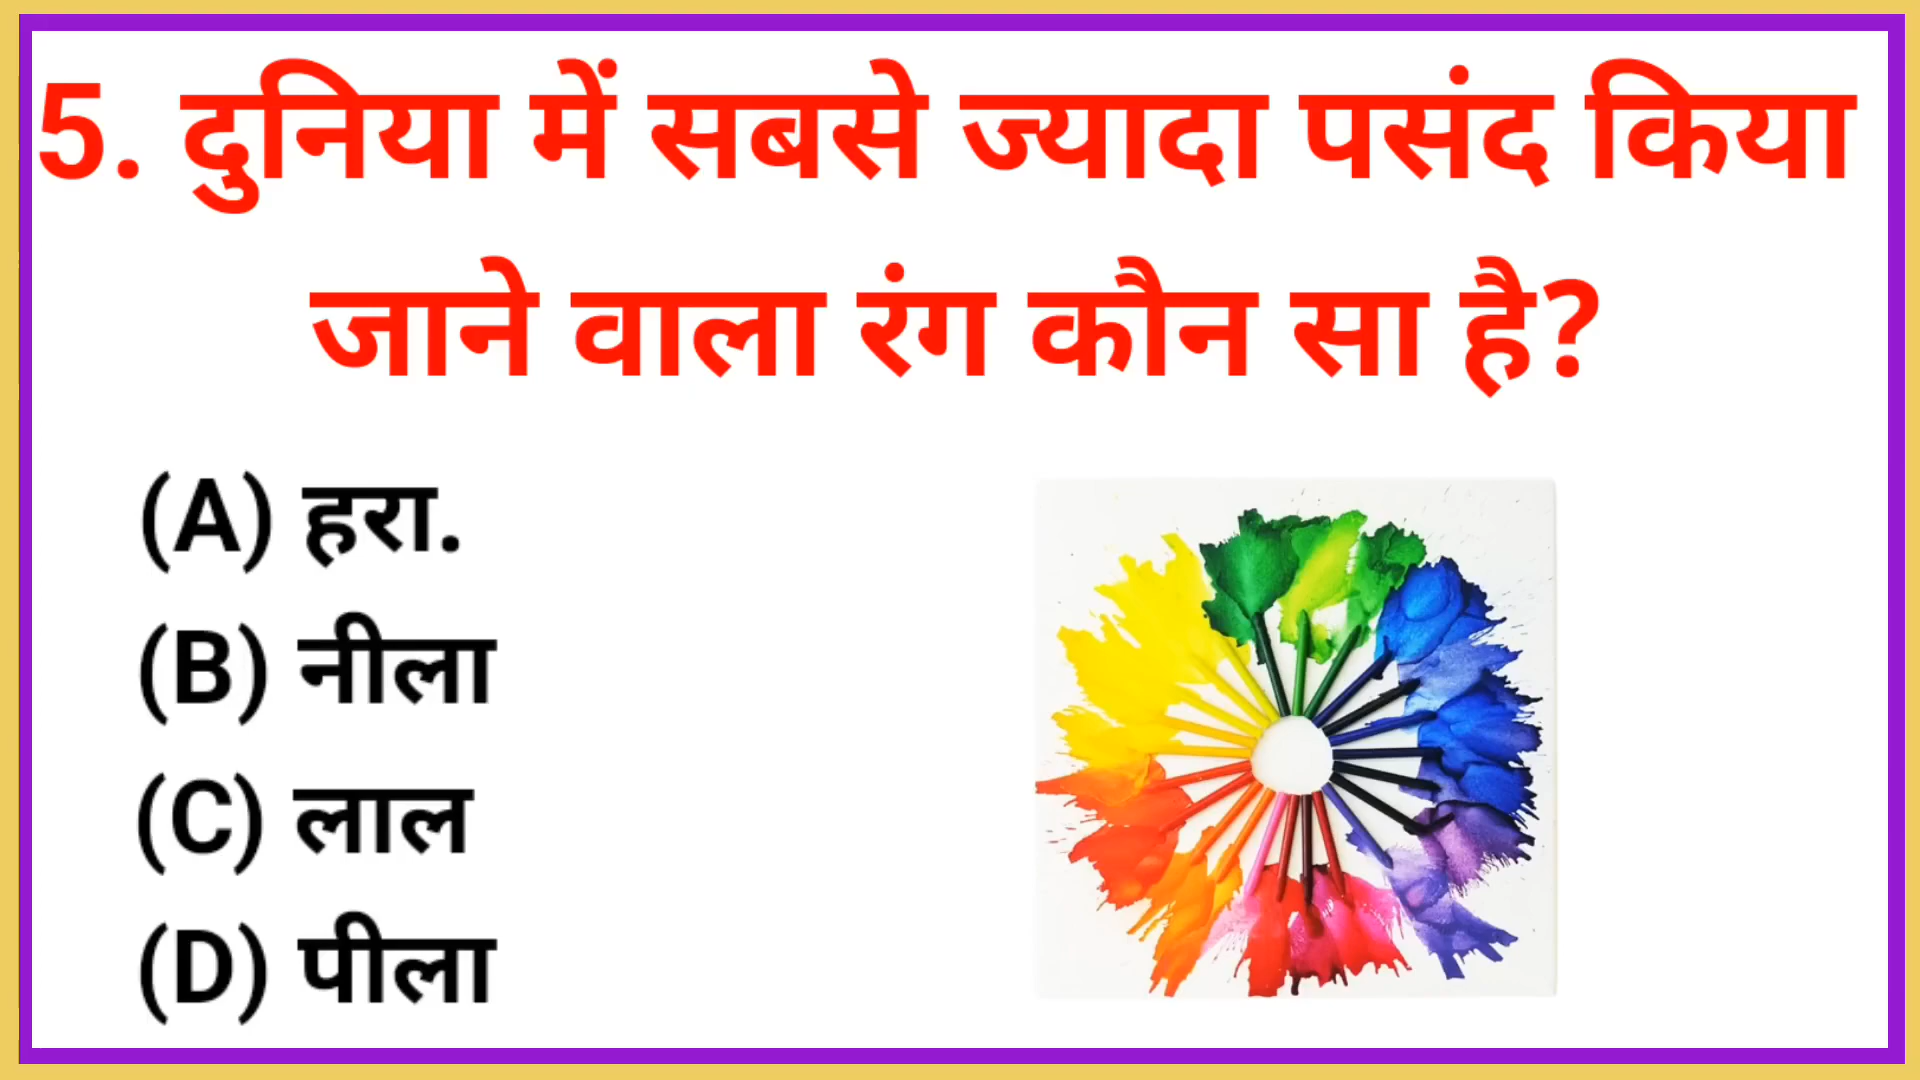 5. दुनिया में सबसे ज्यादा पसंद किया
जाने वाला रंग कौन सा है?
(A) हरा.
(B) नीला
(C) लाल
(D) पीला